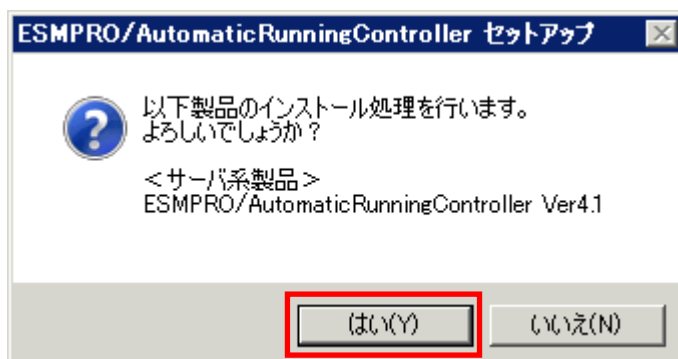 ESMPRO/AutomaticRunningController セットアップ
以下製品のインストール処理を行います。
よろしいでしょうか？
＜サーバ系製品＞
ESMPRO/AutomaticRunningController Ver4.1
はい(Y)
いいえ(N)